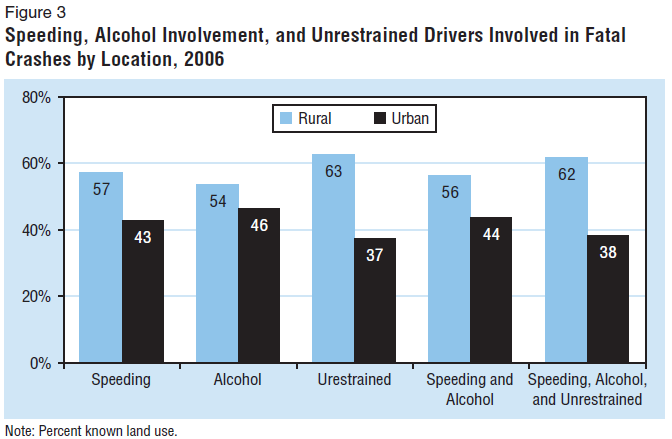 Figure 3
Speeding, Alcohol Involvement, and Unrestrained Drivers Involved in Fatal
Crashes by Location, 2006
80%
Rural
Urban
60%
57
43
54
46
63
37
56
44
62
38
40%
20%
0%
Speeding
Alcohol
Urestrained
Speeding and
Alcohol
Speeding, Alcohol,
and Unrestrained
Note: Percent known land use.